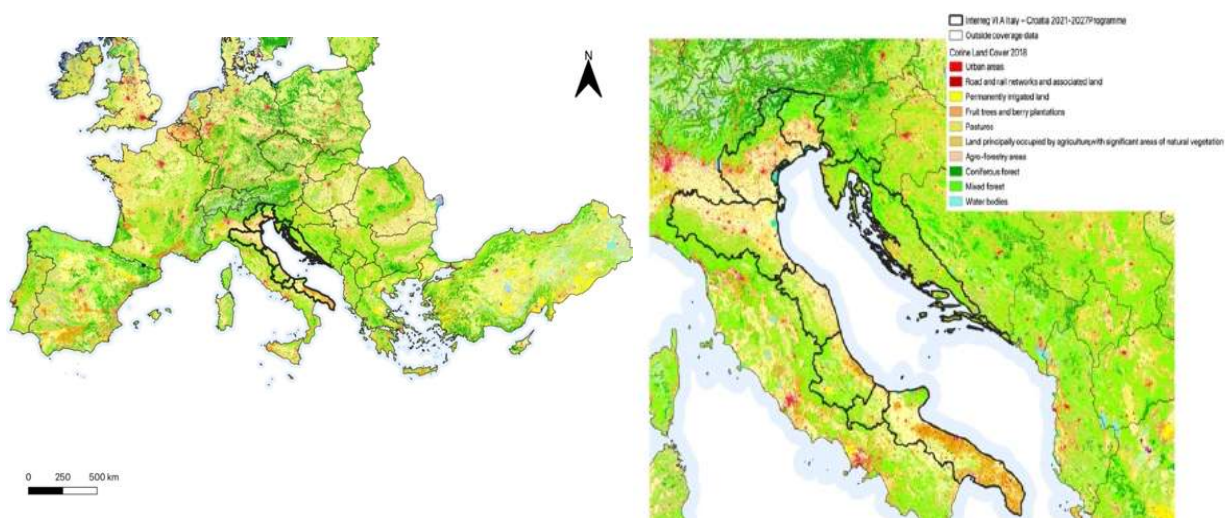 N
0 250 500 km
Interreg VI A Italy – Croatia 2021-2027Programme
Outside coverage data
Corine Land Cover 2018
Urban areas
Road and rail networks and associated land
Permanently irrigated land
Fruit trees and berry plantations
Pastures
Land principally occupied by agriculture,with significant areas of natural vegetation
Agro-forestry areas
Coniferous forest
Mixed forest
Water bodies